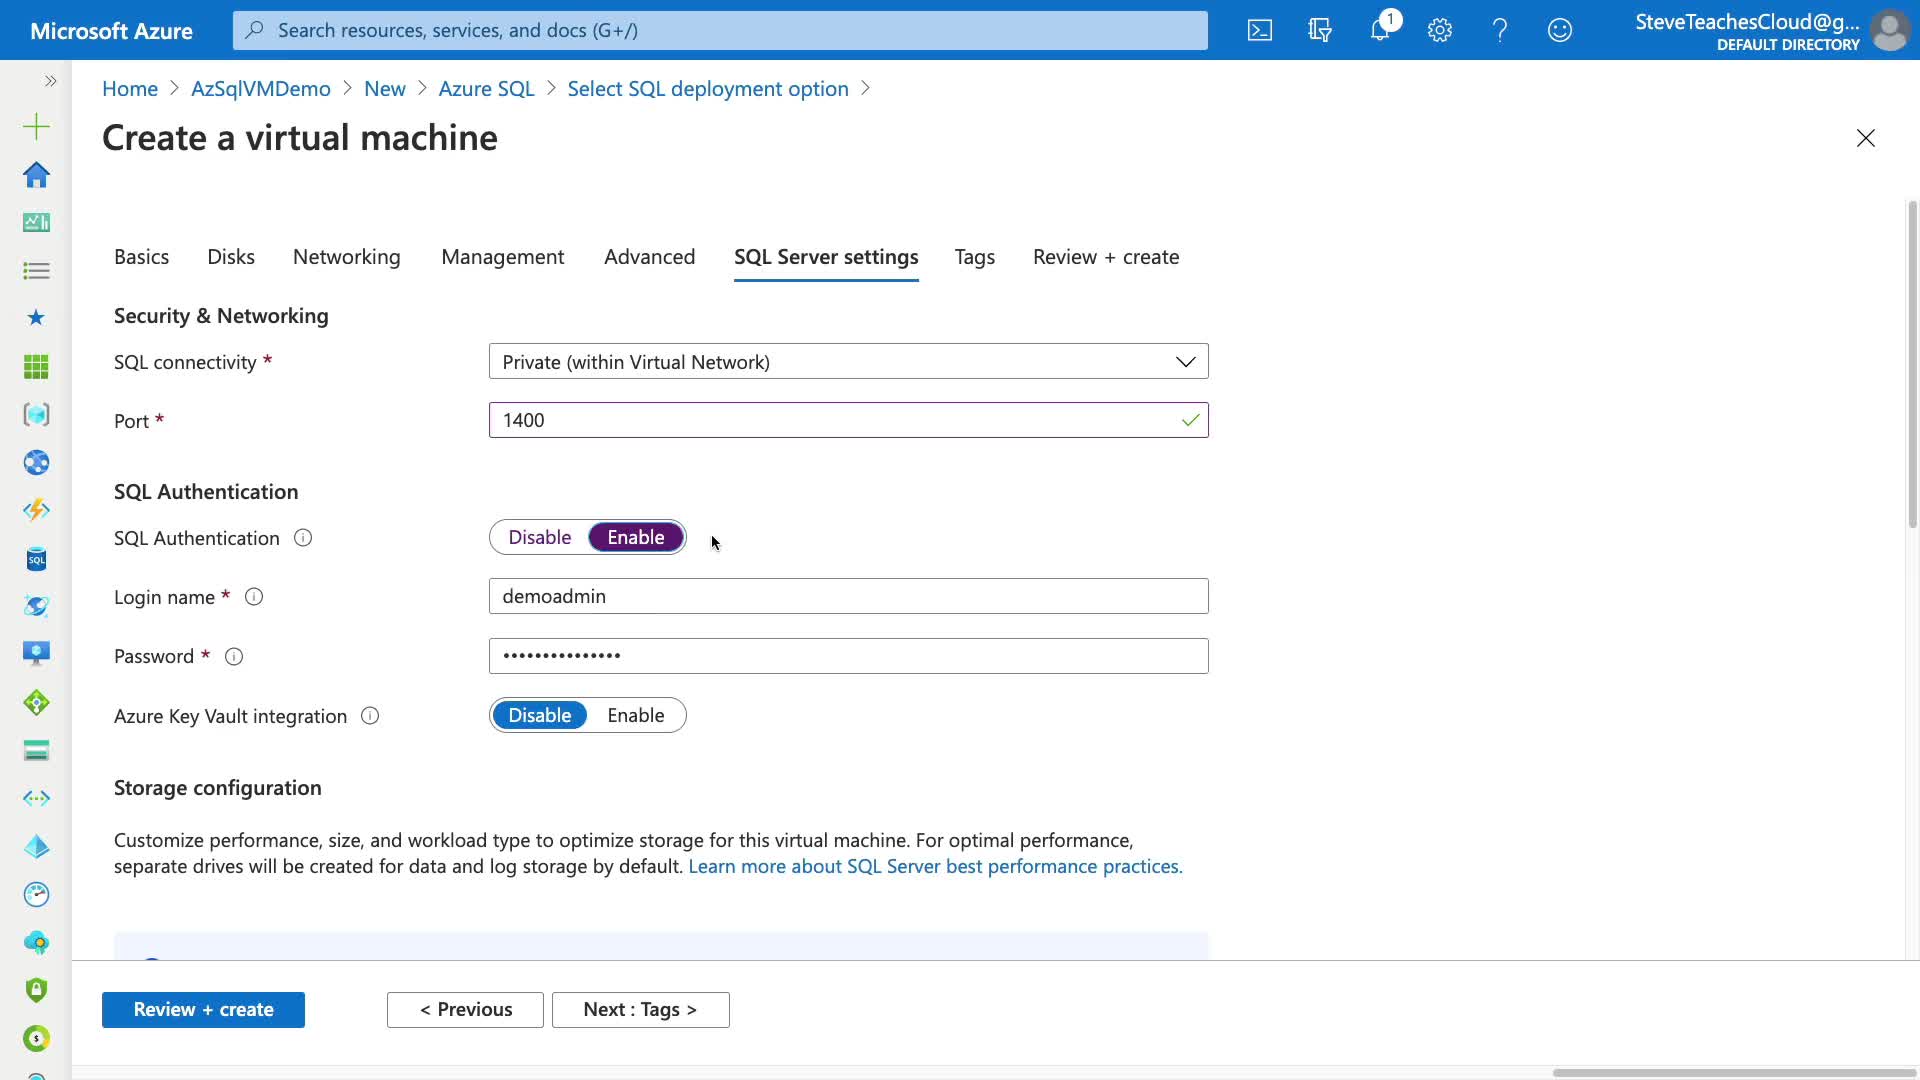 Microsoft Azure
Search resources, services, and docs (G+/)
1
SteveTeachesCloud@g...
DEFAULT DIRECTORY
Home > AzSqlVMDemo > New > Azure SQL > Select SQL deployment option >
Create a virtual machine
Basics Disks Networking Management Advanced SQL Server settings Tags Review + create
Security & Networking
SQL connectivity * Private (within Virtual Network)
Port * 1400
SQL Authentication
SQL Authentication Disable Enable
Login name * demoadmin
Password * •••••••••••••••
Azure Key Vault integration Disable Enable
Storage configuration
Customize performance, size, and workload type to optimize storage for this virtual machine. For optimal performance,
separate drives will be created for data and log storage by default. Learn more about SQL Server best performance practices.
Review + create < Previous Next : Tags >
SQL